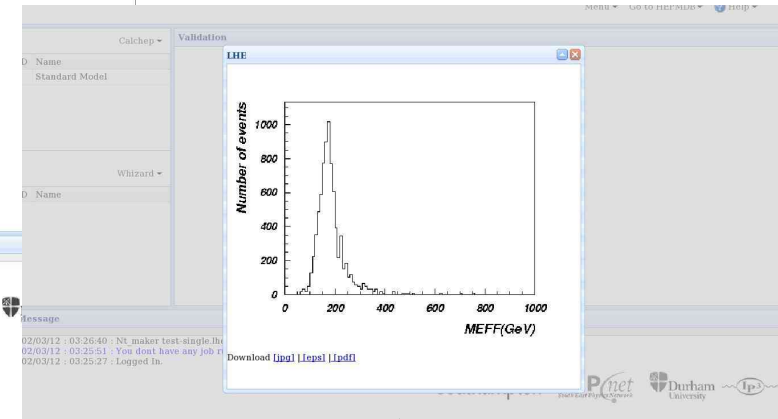 Menu Go to HEPMDB Help
Calchep
Validation
LHE
D Name
Standard Model
Number of events
1000
800
600
400
200
0
0 200 400 600 800 1000
MEFF(GeV)
Whizard
D Name
Message
02/03/12 : 03:26:40 : Nt_maker test-single.lhe
02/03/12 : 03:25:51 : You dont have any job r
02/03/12 : 03:25:27 : Logged In.
Download [jpg] | [eps] | [pdf]
Pnet
Durham
University
IP3